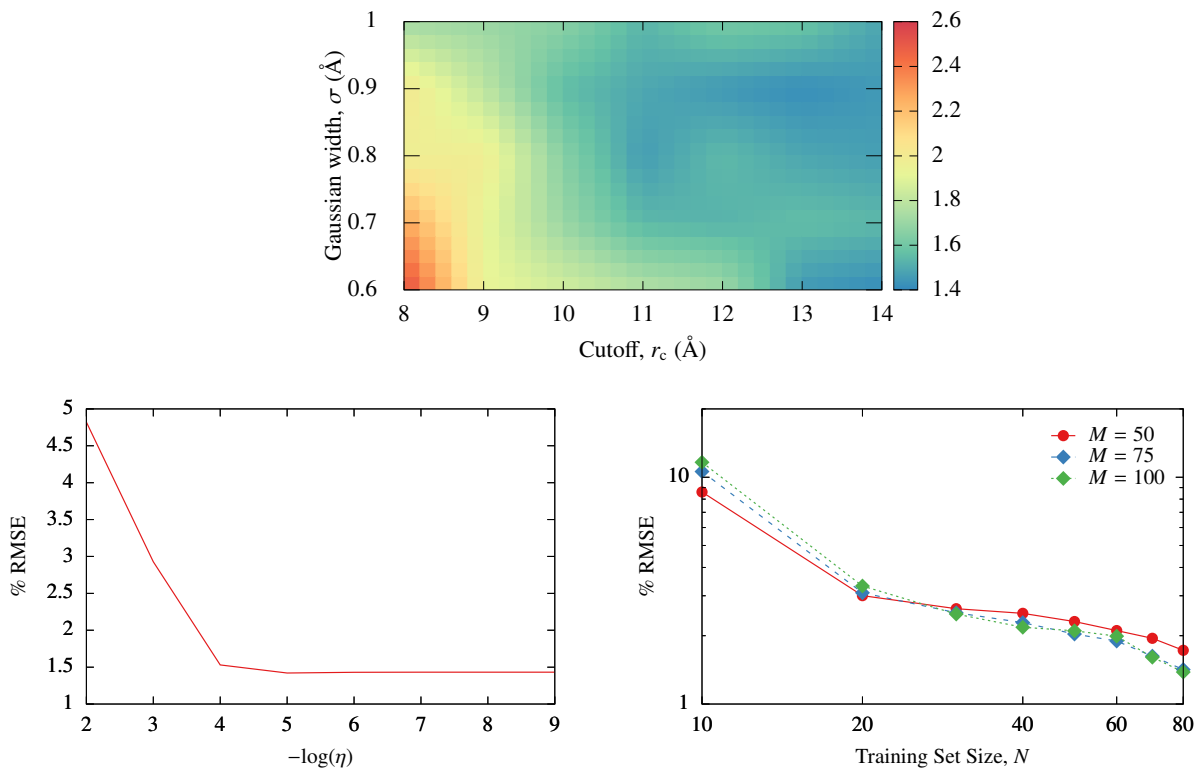 1
0.9
0.8
0.7
0.6
Gaussian width, σ (Å)
8 9 10 11 12 13 14
Cutoff, r_c (Å)
2.6
2.4
2.2
2
1.8
1.6
1.4
5
4.5
4
3.5
3
2.5
2
1.5
1
% RMSE
2 3 4 5 6 7 8 9
−log(η)
10
1
% RMSE
M = 50
M = 75
M = 100
10 20 40 60 80
Training Set Size, N